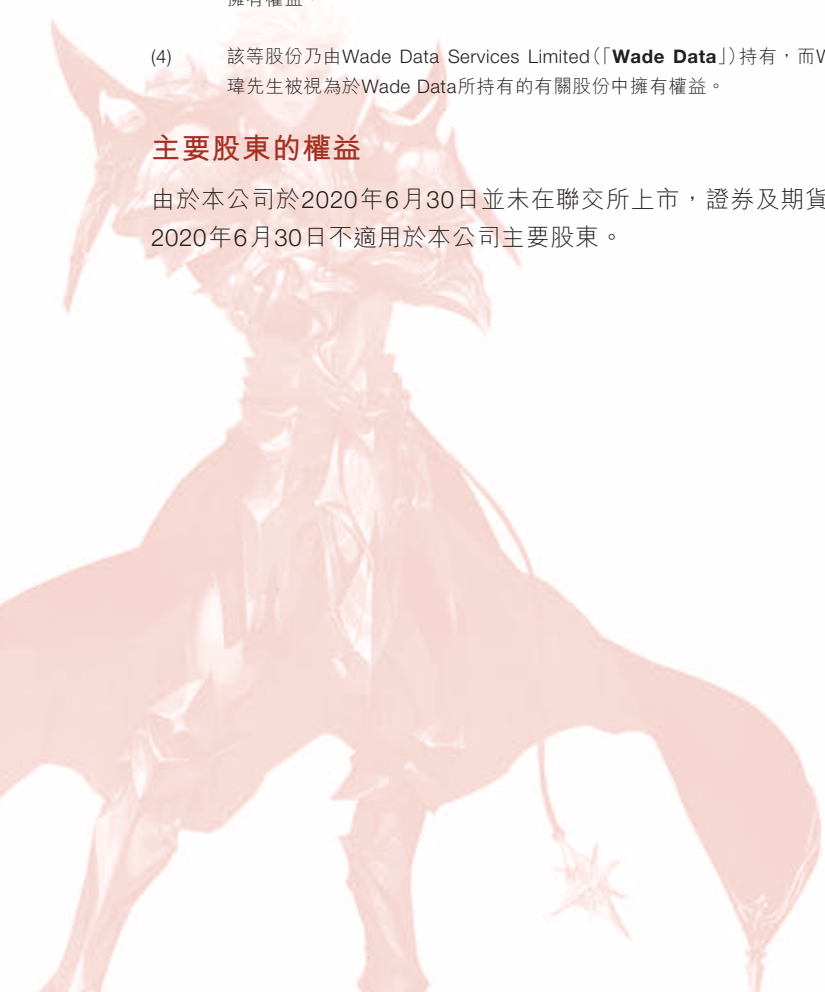 擁有權益。
(4) 該等股份乃由Wade Data Services Limited(「Wade Data」)持有,而W
瑋先生被視為於Wade Data所持有的有關股份中擁有權益。
主要股東的權益
由於本公司於2020年6月30日並未在聯交所上市,證券及期貨
2020年6月30日不適用於本公司主要股東。